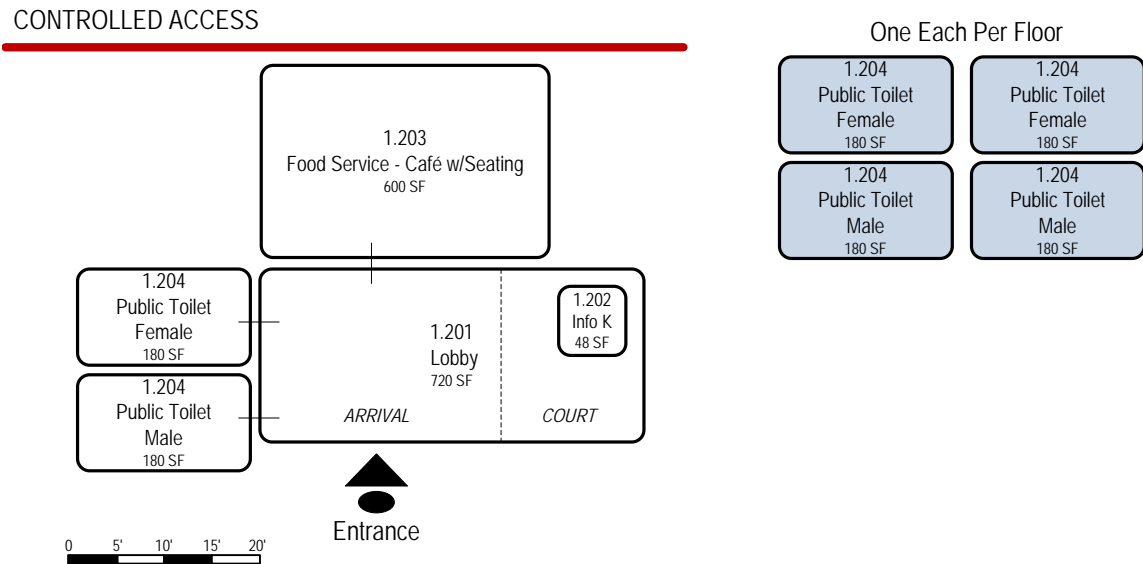 CONTROLLED ACCESS
One Each Per Floor
1.204
Public Toilet
Female
180 SF
1.204
Public Toilet
Female
180 SF
1.204
Public Toilet
Male
180 SF
1.204
Public Toilet
Male
180 SF
1.203
Food Service - Café w/Seating
600 SF
1.204
Public Toilet
Female
180 SF
1.204
Public Toilet
Male
180 SF
1.201
Lobby
720 SF
ARRIVAL
1.202
Info K
48 SF
COURT
Entrance
0 5' 10' 15' 20'